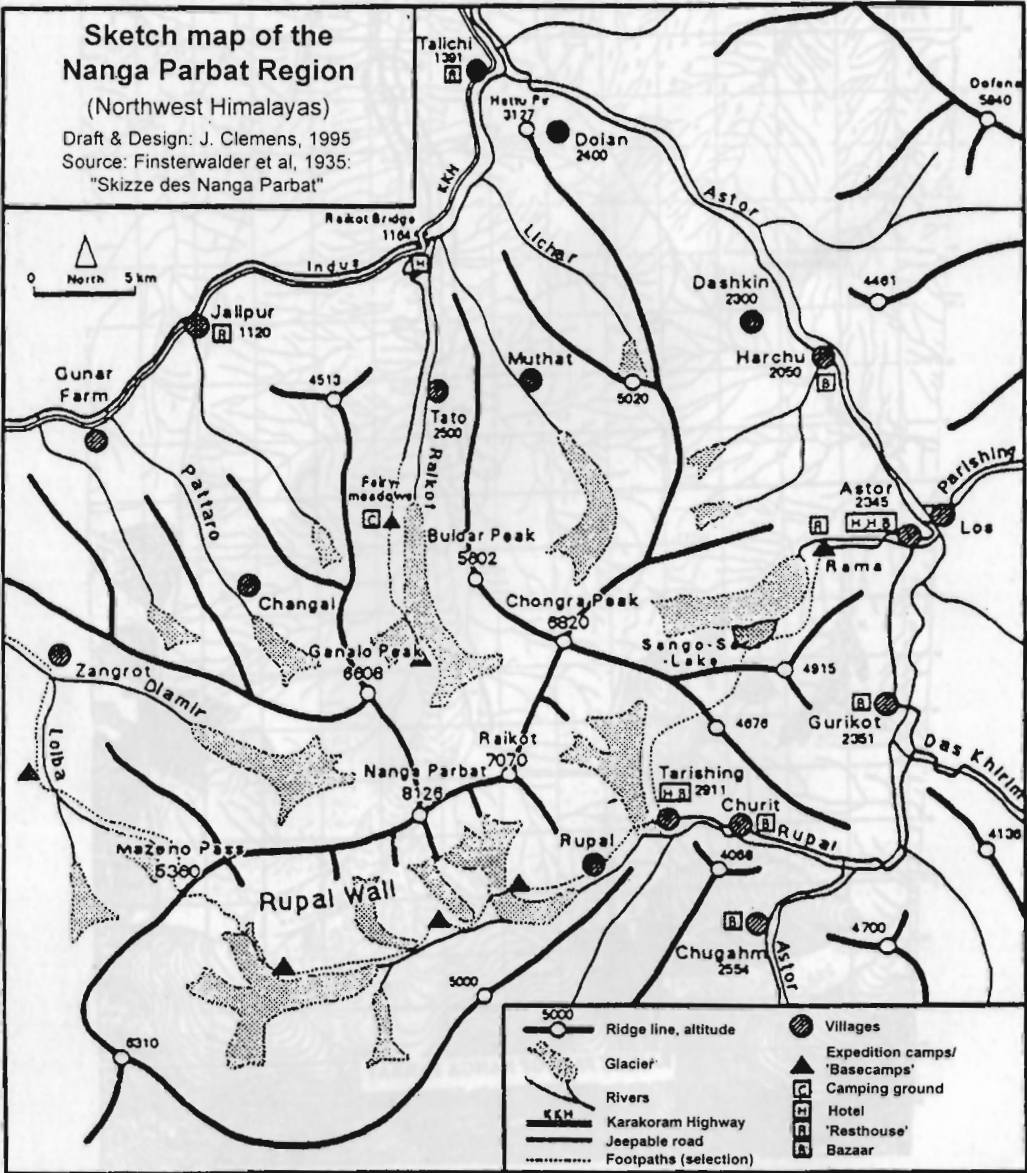 Sketch map of the
Nanga Parbat Region
(Northwest Himalayas)
Draft & Design: J. Clemens, 1995
Source: Finsterwalder et al, 1935:
"Skizze des Nanga Parbat"
0 North 5 km
Talichi
1391
R
Hattu Pir
3127
Doian
2400
5840
KKH
Astor
Raikot Bridge
1164
H
Indus
Lichar
Jalipur
R 1120
Dashkin
2300
4461
Harchu
2050
B
Gunar
Farm
4513
Muthat
5020
Tato
2500
Raikot
Pattaro
Fairy
meadows
C
Buldar Peak
5602
Parishing
Astor
2345
H H B
R
Los
Rama
Changal
Chongra Peak
6820
Ganalo Peak
6606
Sango-Sa
-Lake
4915
Zangrot
Diamir
Loiba
4676
R
Gurikot
2351
Das Khirim
Raikot
7070
Nanga Parbat
8126
Tarishing
H B 2911
Churit
B
Rupal
Rupal
4136
Mazeno Pass
5360
Rupal Wall
4066
B
Chugahm
2554
Astor
4700
5000
6310
5000
Ridge line, altitude
Glacier
Rivers
KKH
Karakoram Highway
Jeepable road
Footpaths (selection)
Villages
Expedition camps/
'Basecamps'
C Camping ground
H Hotel
R 'Resthouse'
B Bazaar